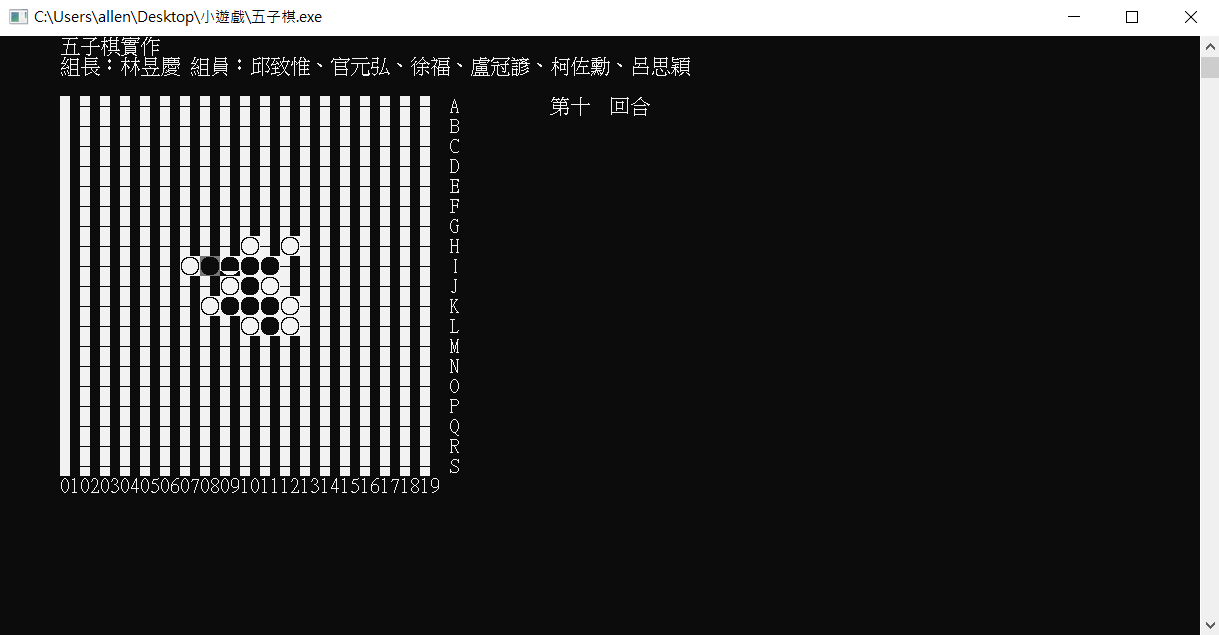 C:\Users\allen\Desktop\小遊戲\五子棋.exe
五子棋實作
組長：林昱慶 組員：邱致惟、官元弘、徐福、盧冠諺、柯佐勳、呂思穎
第十 回合
A
B
C
D
E
F
G
H
I
J
K
L
M
N
O
P
Q
R
S
01020304050607080910111213141516171819